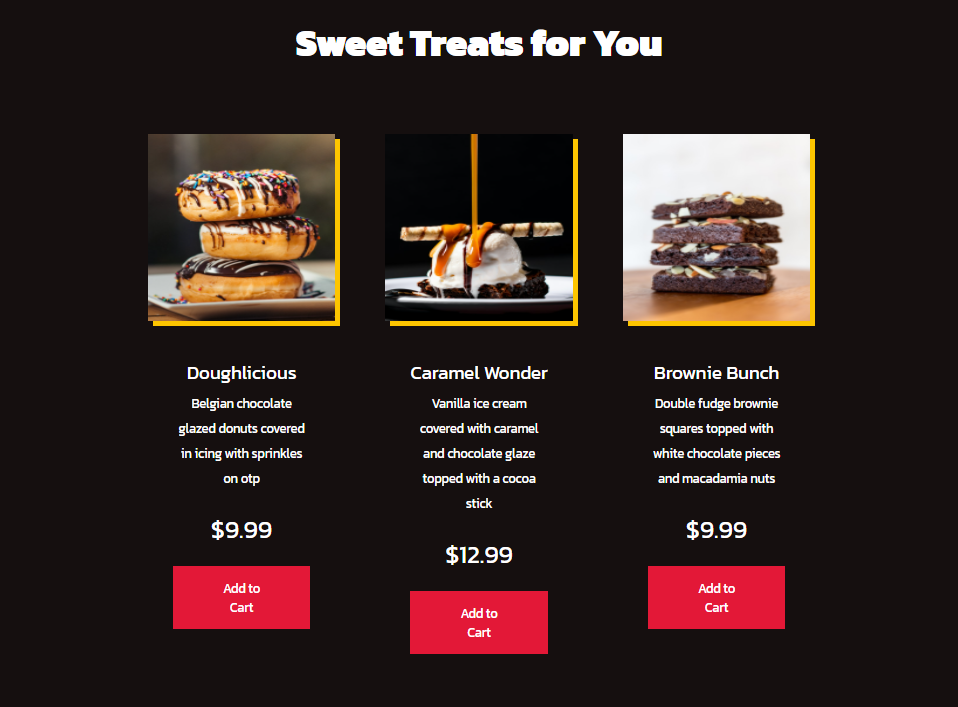 Sweet Treats for You
Doughlicious
Belgian chocolate
glazed donuts covered
in icing with sprinkles
on otp
$9.99
Add to
Cart
Caramel Wonder
Vanilla ice cream
covered with caramel
and chocolate glaze
topped with a cocoa
stick
$12.99
Add to
Cart
Brownie Bunch
Double fudge brownie
squares topped with
white chocolate pieces
and macadamia nuts
$9.99
Add to
Cart